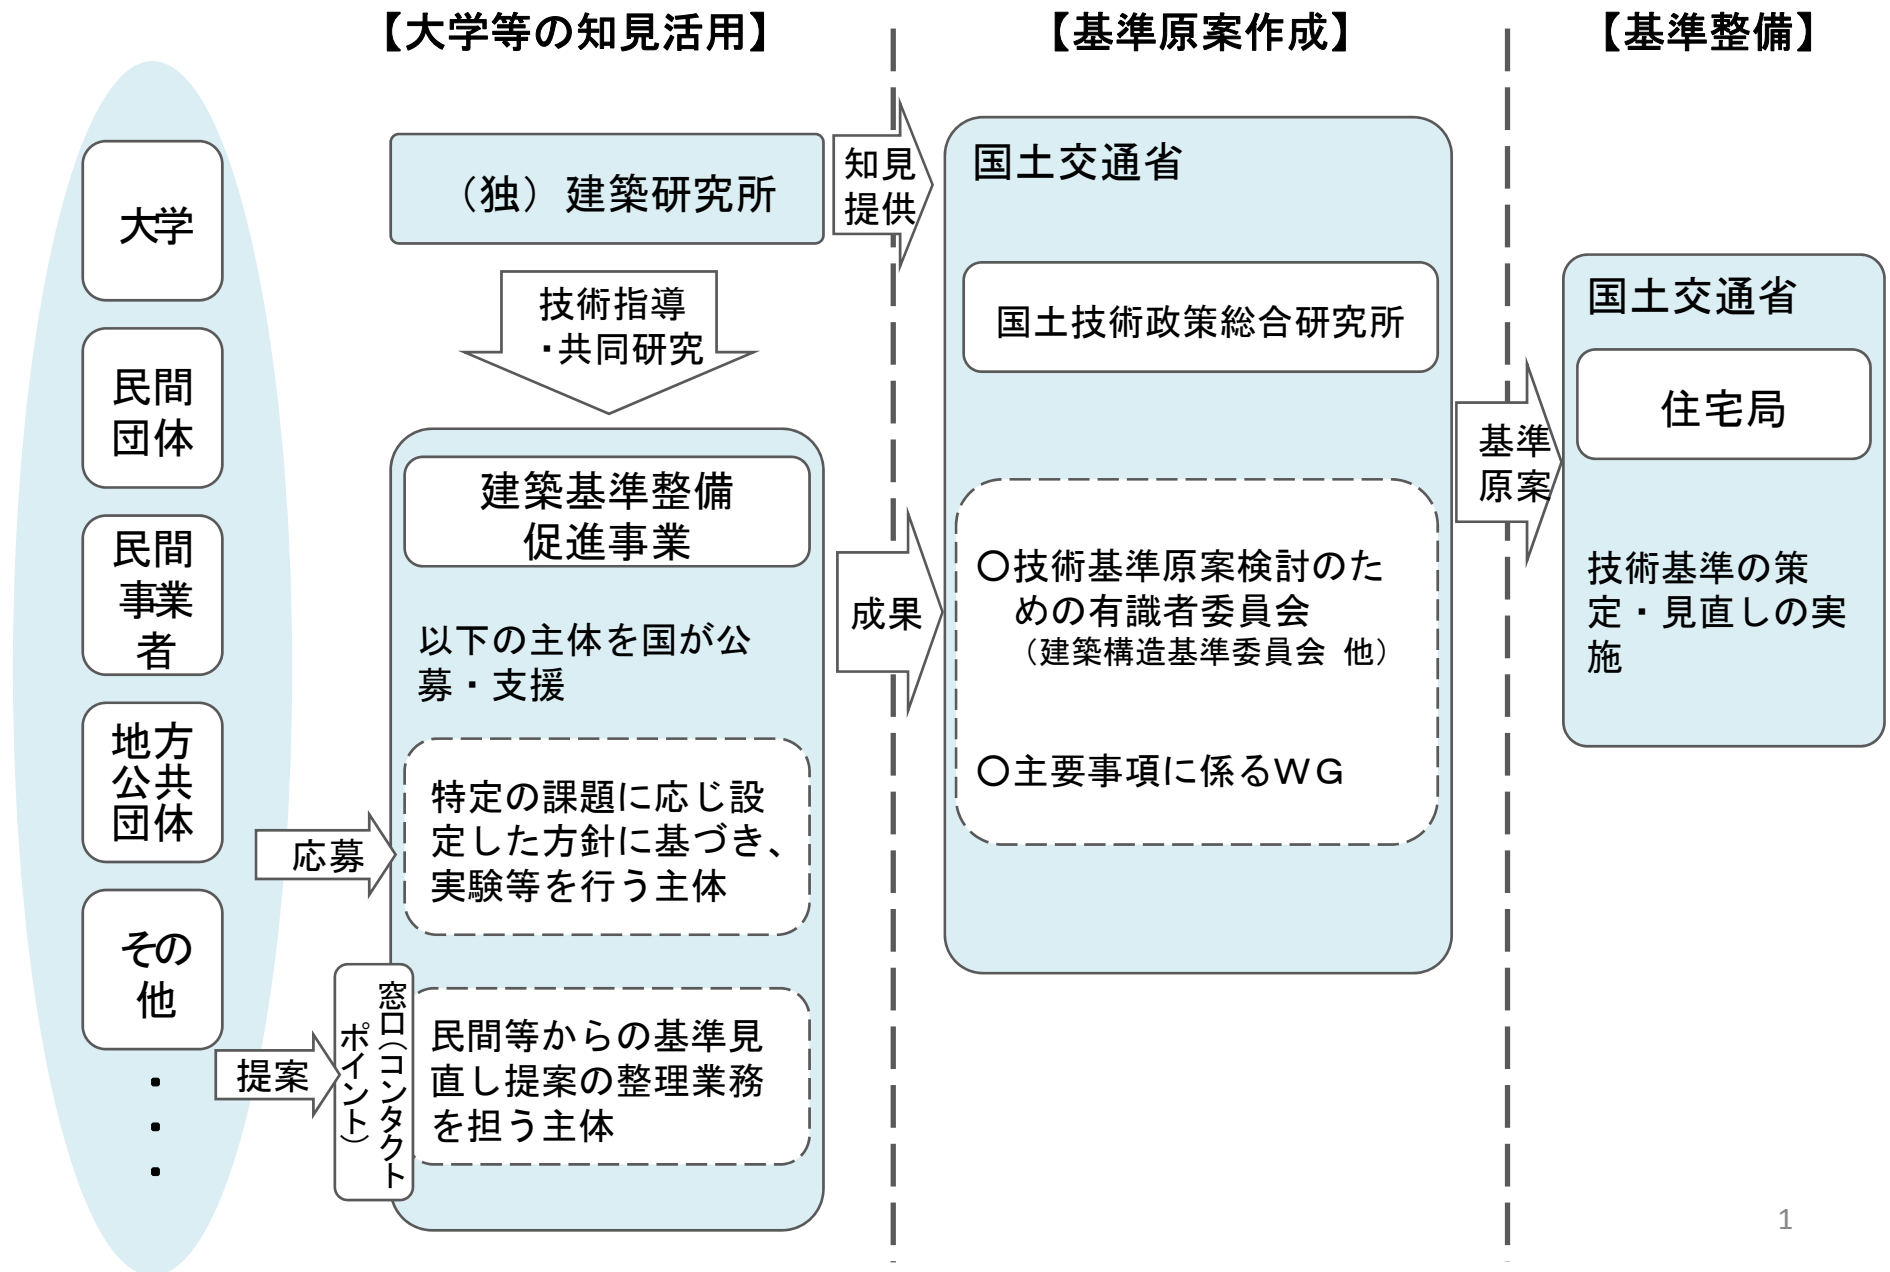 【大学等の知見活用】
【基準原案作成】
【基準整備】
大学
民間
団体
民間
事業
者
地方
公共
団体
その
他
・
・
・
応募
提案
（独）建築研究所
技術指導
・共同研究
建築基準整備
促進事業
以下の主体を国が公
募・支援
特定の課題に応じ設
定した方針に基づき、
実験等を行う主体
窓口（コンタクト
ポイント）
民間等からの基準見
直し提案の整理業務
を担う主体
知見
提供
成果
国土交通省
国土技術政策総合研究所
○技術基準原案検討のた
めの有識者委員会
（建築構造基準委員会 他）
○主要事項に係るＷＧ
基準
原案
国土交通省
住宅局
技術基準の策
定・見直しの実
施
1